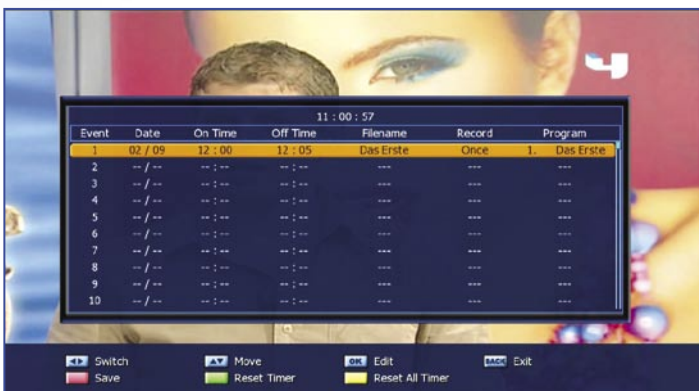 11 : 00 : 57
Event Date On Time Off Time Filename Record Program
1 02 / 09 12 : 00 12 : 05 Das Erste Once 1. Das Erste
2 -- / -- -- : -- -- : -- --- --- ---
3 -- / -- -- : -- -- : -- --- --- ---
4 -- / -- -- : -- -- : -- --- --- ---
5 -- / -- -- : -- -- : -- --- --- ---
6 -- / -- -- : -- -- : -- --- --- ---
7 -- / -- -- : -- -- : -- --- --- ---
8 -- / -- -- : -- -- : -- --- --- ---
9 -- / -- -- : -- -- : -- --- --- ---
10 -- / -- -- : -- -- : -- --- --- ---
Switch Move OK Edit BACK Exit
Save Reset Timer Reset All Timer